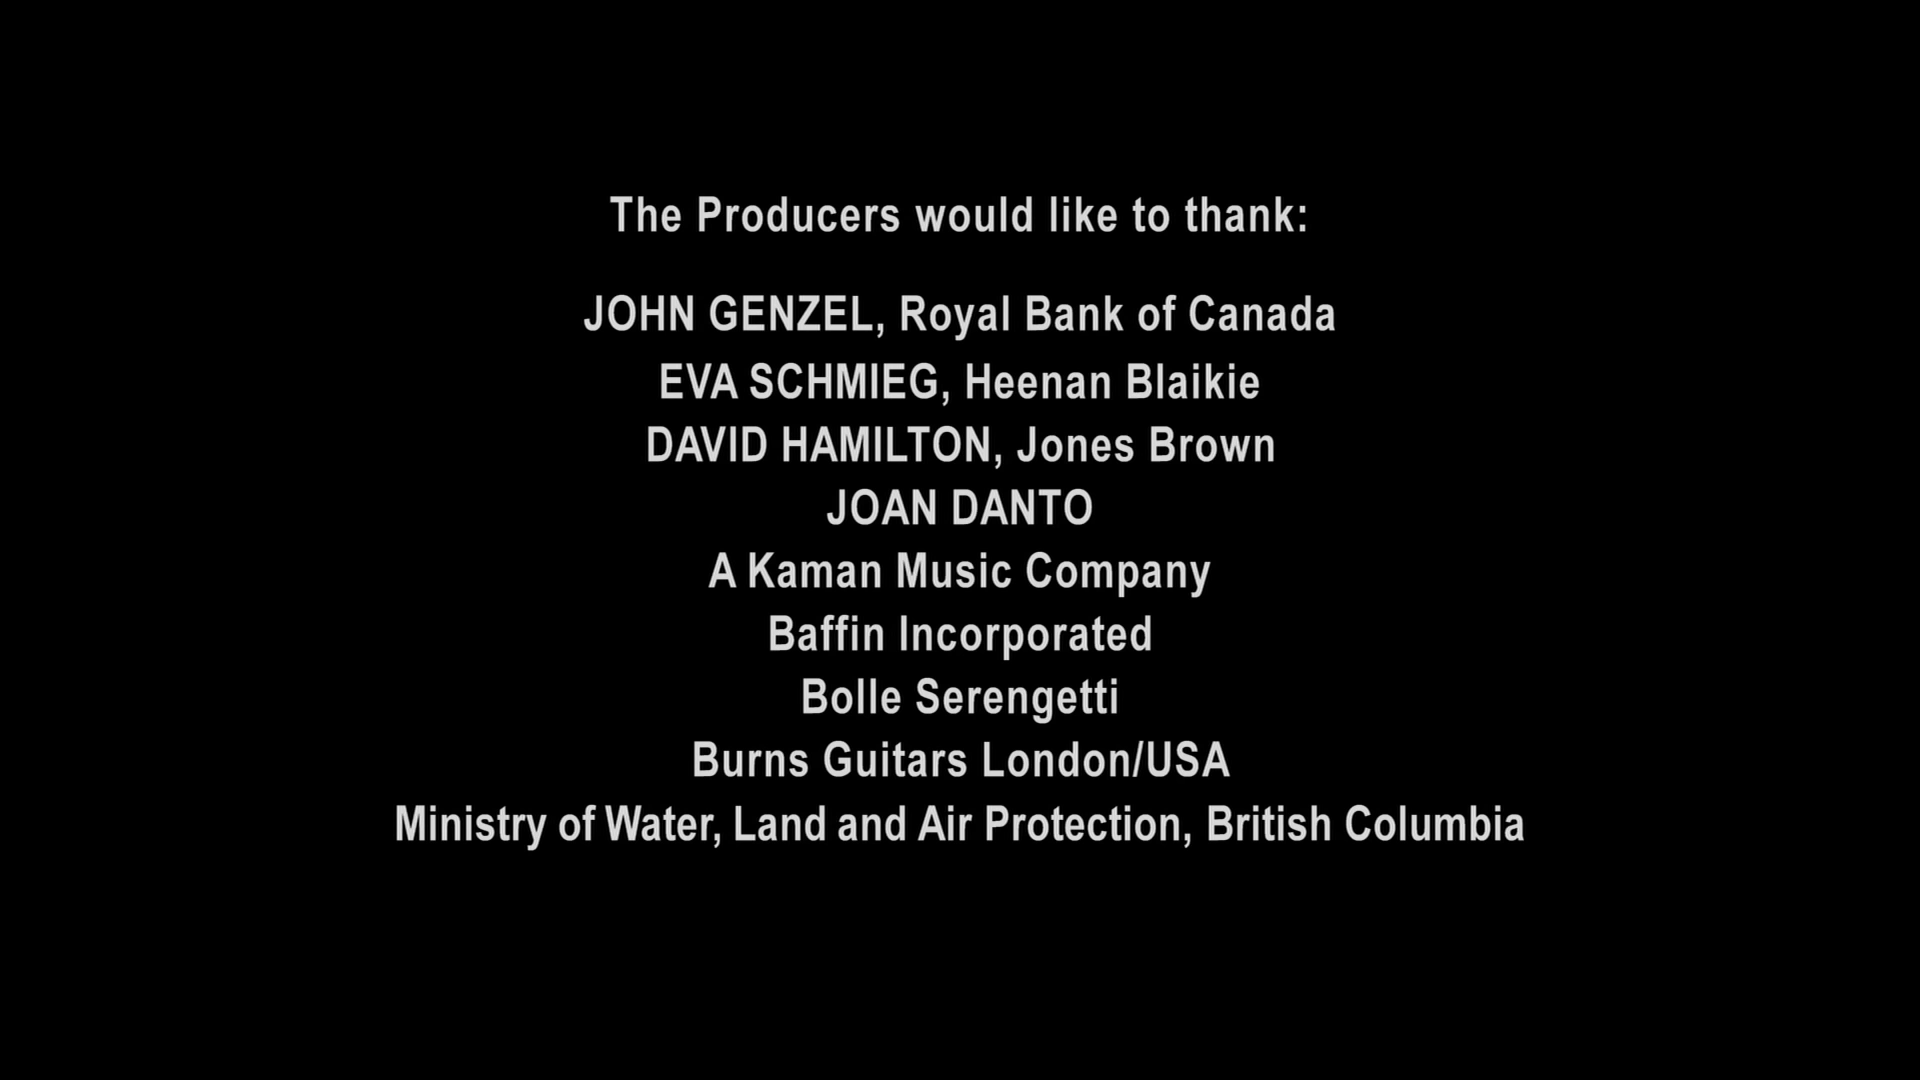 The Producers would like to thank:
JOHN GENZEL, Royal Bank of Canada
EVA SCHMIEG, Heenan Blaikie
DAVID HAMILTON, Jones Brown
JOAN DANTO
A Kaman Music Company
Baffin Incorporated
Bolle Serengetti
Burns Guitars London/USA
Ministry of Water, Land and Air Protection, British Columbia